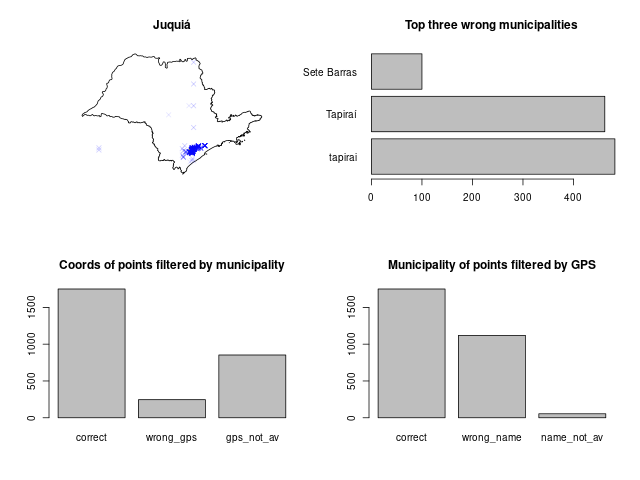 Juquiá
Top three wrong municipalities
Sete Barras
Tapiraí
tapirai
0 100 200 300 400
Coords of points filtered by municipality
0 500 1000 1500
correct wrong_gps gps_not_av
Municipality of points filtered by GPS
0 500 1000 1500
correct wrong_name name_not_av